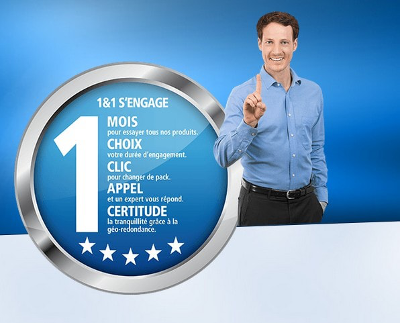 1&1 S'ENGAGE
1
MOIS
pour essayer tous nos produits.
CHOIX
votre durée d'engagement.
CLIC
pour changer de pack.
APPEL
et un expert vous répond.
CERTITUDE
la tranquillité grâce à la
géo-redondance.